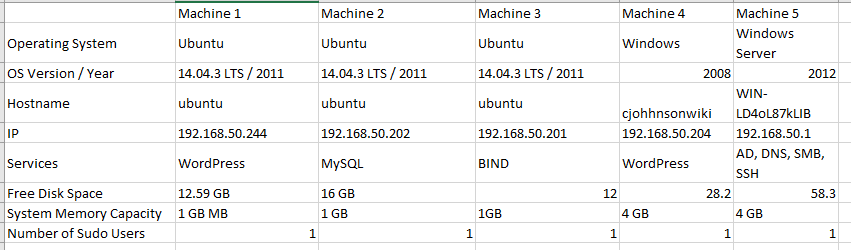 Machine 1 Machine 2 Machine 3 Machine 4 Machine 5
Operating System Ubuntu Ubuntu Ubuntu Windows Windows
Server
OS Version / Year 14.04.3 LTS / 2011 14.04.3 LTS / 2011 14.04.3 LTS / 2011 2008 2012
Hostname ubuntu ubuntu ubuntu cjohhnsonwiki WIN-
LD4oL87kLIB
IP 192.168.50.244 192.168.50.202 192.168.50.201 192.168.50.204 192.168.50.1
Services WordPress MySQL BIND WordPress AD, DNS, SMB,
SSH
Free Disk Space 12.59 GB 16 GB 12 28.2 58.3
System Memory Capacity 1 GB MB 1 GB 1GB 4 GB 4 GB
Number of Sudo Users 1 1 1 1 1